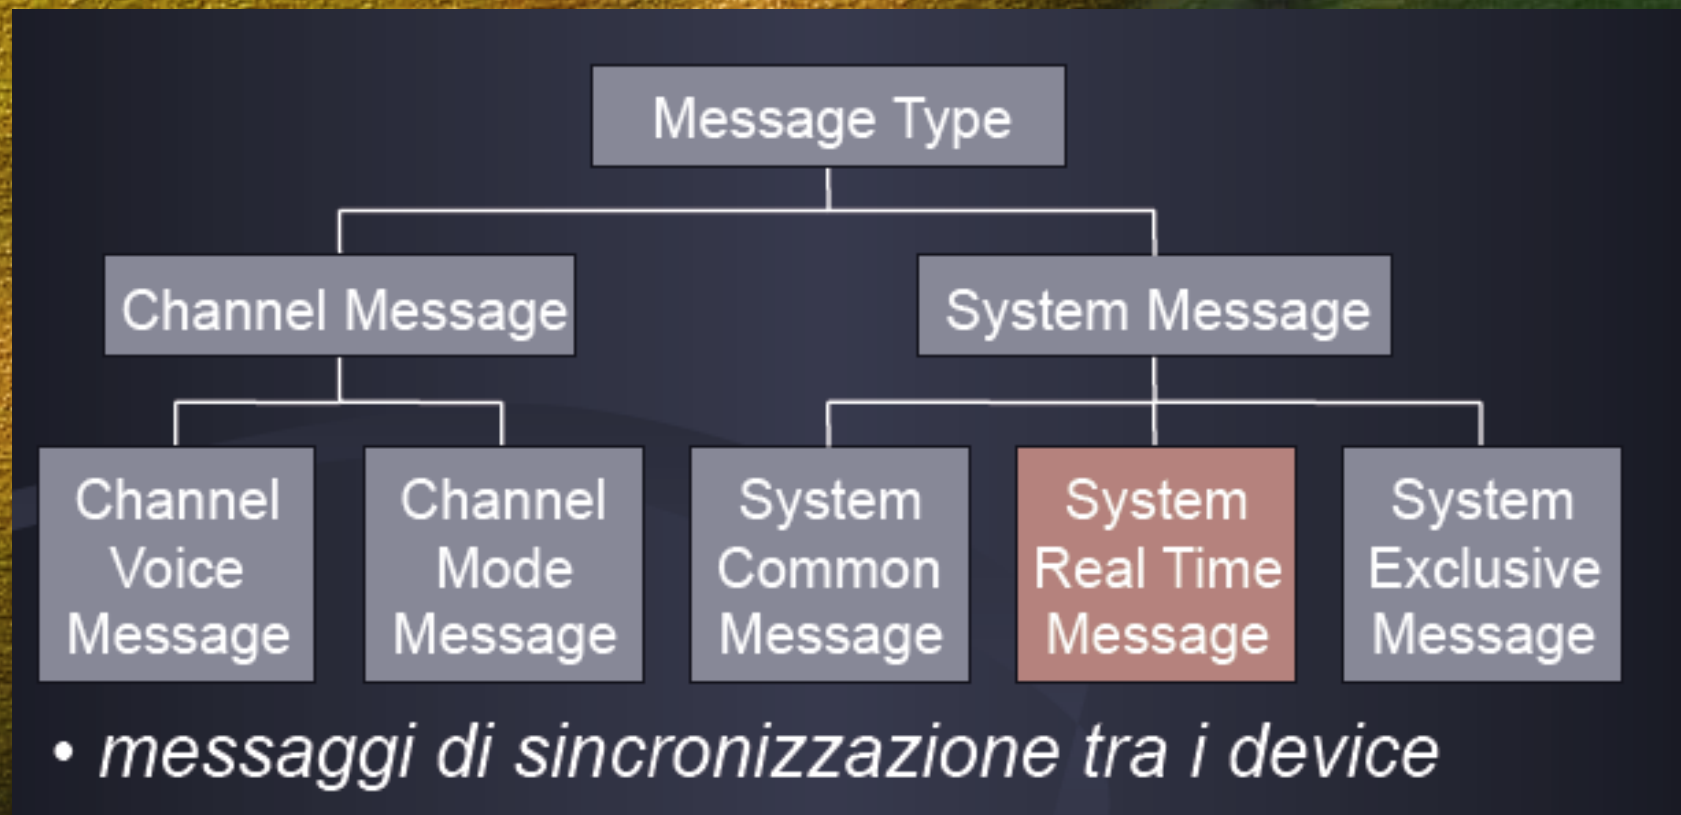 Message Type
Channel Message
System Message
Channel
Voice
Message
Channel
Mode
Message
System
Common
Message
System
Real Time
Message
System
Exclusive
Message
• messaggi di sincronizzazione tra i device